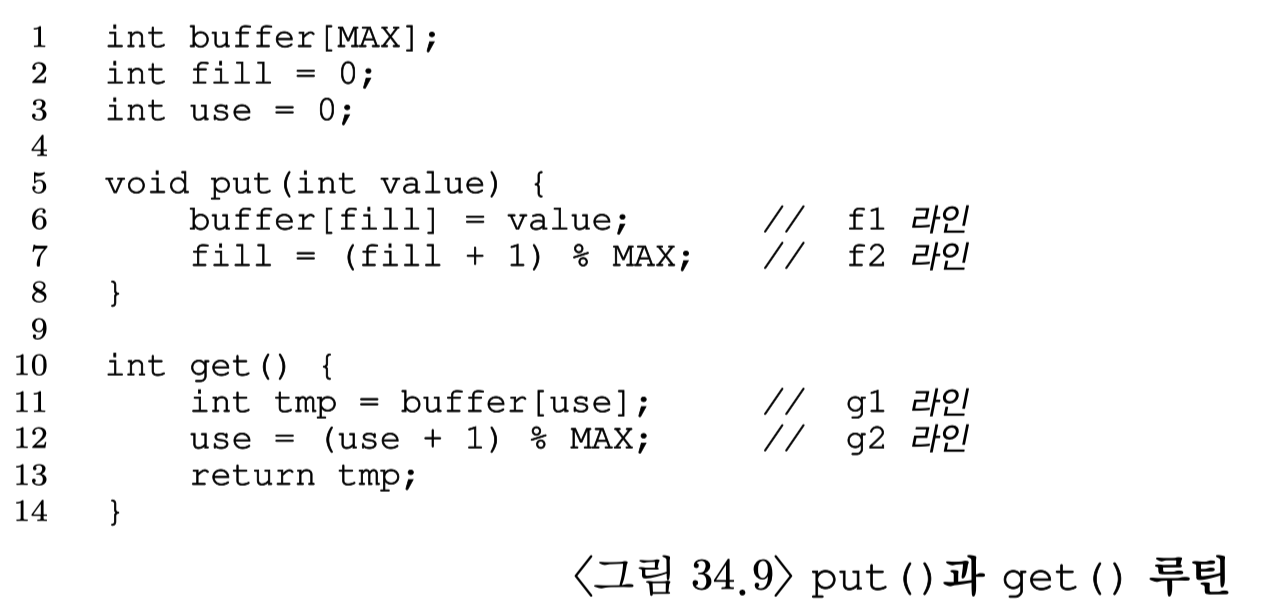 1 int buffer[MAX];
2 int fill = 0;
3 int use = 0;
4
5 void put(int value) {
6 buffer[fill] = value; // f1 라인
7 fill = (fill + 1) % MAX; // f2 라인
8 }
9
10 int get() {
11 int tmp = buffer[use]; // g1 라인
12 use = (use + 1) % MAX; // g2 라인
13 return tmp;
14 }
〈그림 34.9〉 put()과 get() 루틴